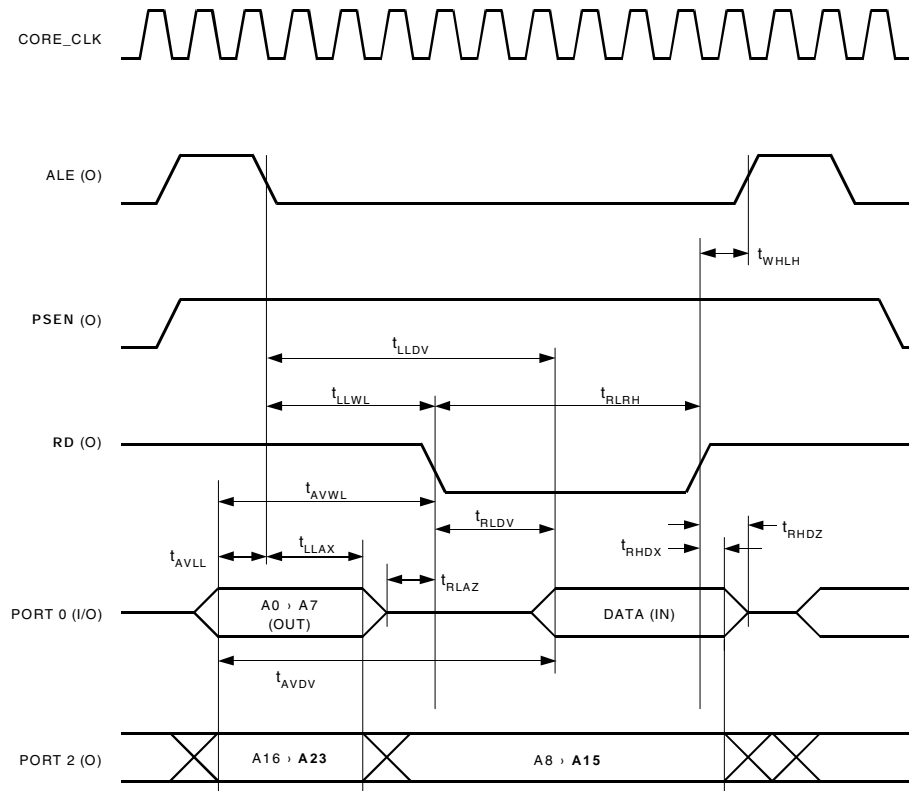 CORE_CLK
ALE (O)
tWHLH
PSEN (O)
tLLDV
tLLWL
tRLRH
RD (O)
tAVWL
tRLDV
tRHDZ
tAVLL
tLLAX
tRHDX
tRLAZ
PORT 0 (I/O)
A0 › A7
(OUT)
DATA (IN)
tAVDV
PORT 2 (O)
A16 › A23
A8 › A15